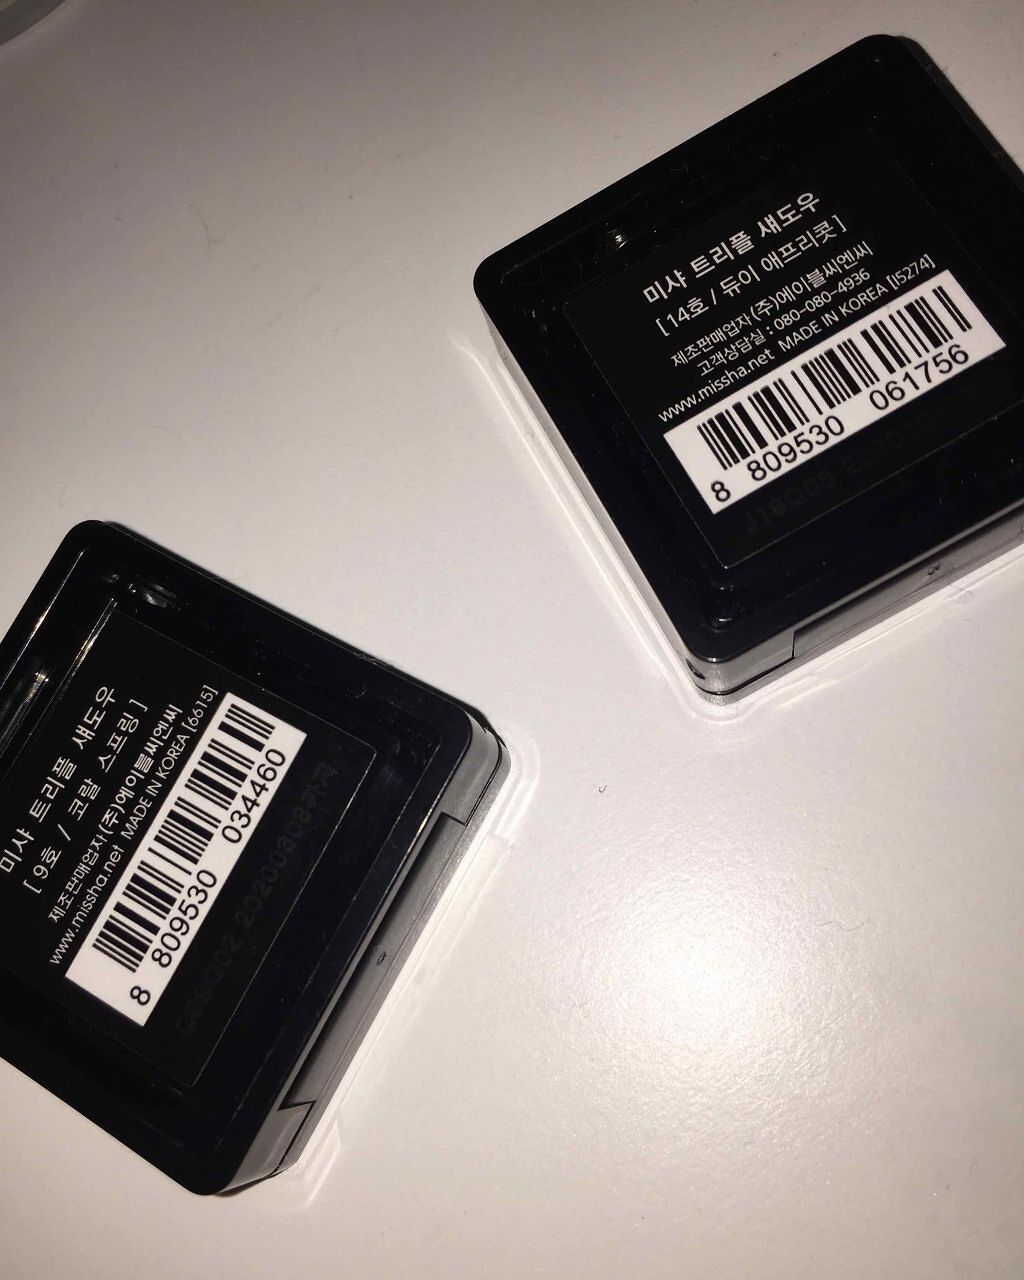 미샤 트리플 섀도우
[ 14호 / 듀이 애프리콧 ]
제조판매업자 (주)에이블씨엔씨
고객상담실 : 080-080-4936
www.missha.net MADE IN KOREA [15274]
8 809530 061756
미샤 트리플 섀도우
[ 9호 / 코랄 스프링 ]
제조판매업자 (주)에이블씨엔씨
www.missha.net MADE IN KOREA [6615]
8 809530 034460